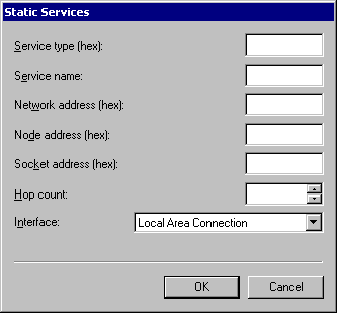 Static Services
Service type (hex):
Service name:
Network address (hex):
Node address (hex):
Socket address (hex):
Hop count:
Interface:
Local Area Connection
OK
Cancel